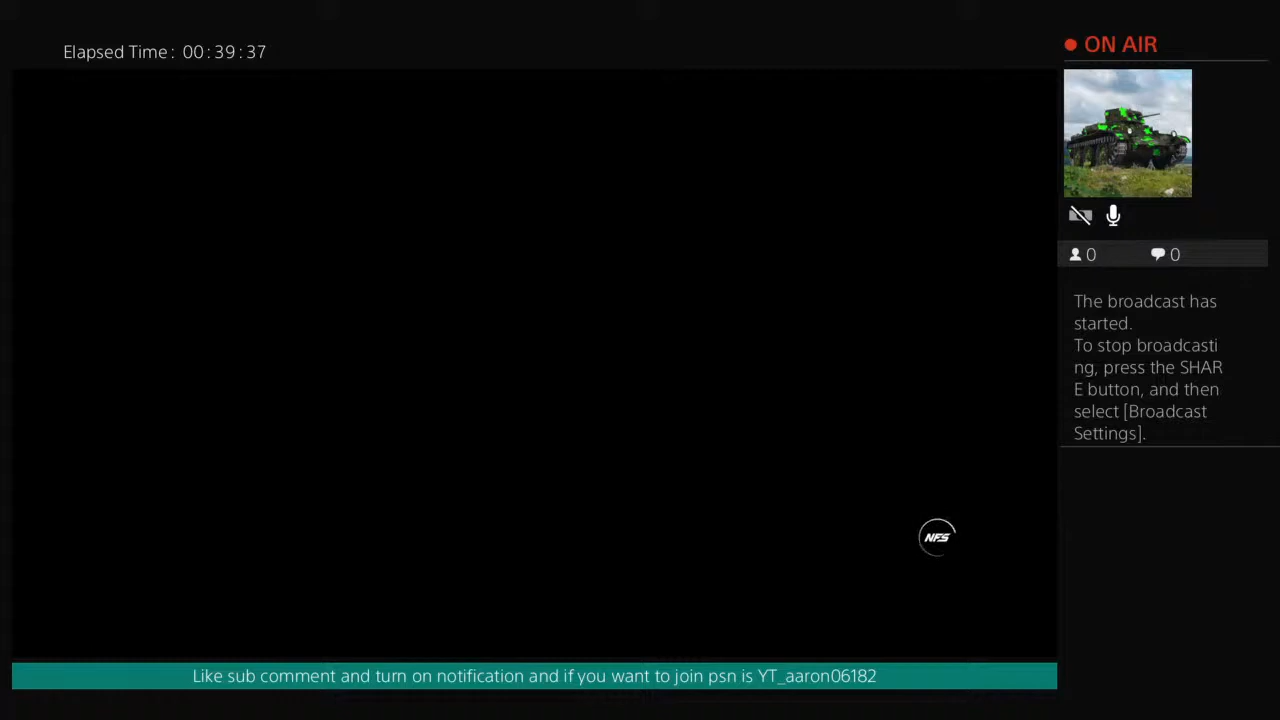 Elapsed Time: 00:39:37
ON AIR
0 0
The broadcast has
started.
To stop broadcasti
ng, press the SHAR
E button, and then
select [Broadcast
Settings].
NFS
Like sub comment and turn on notification and if you want to join psn is YT_aaron06182